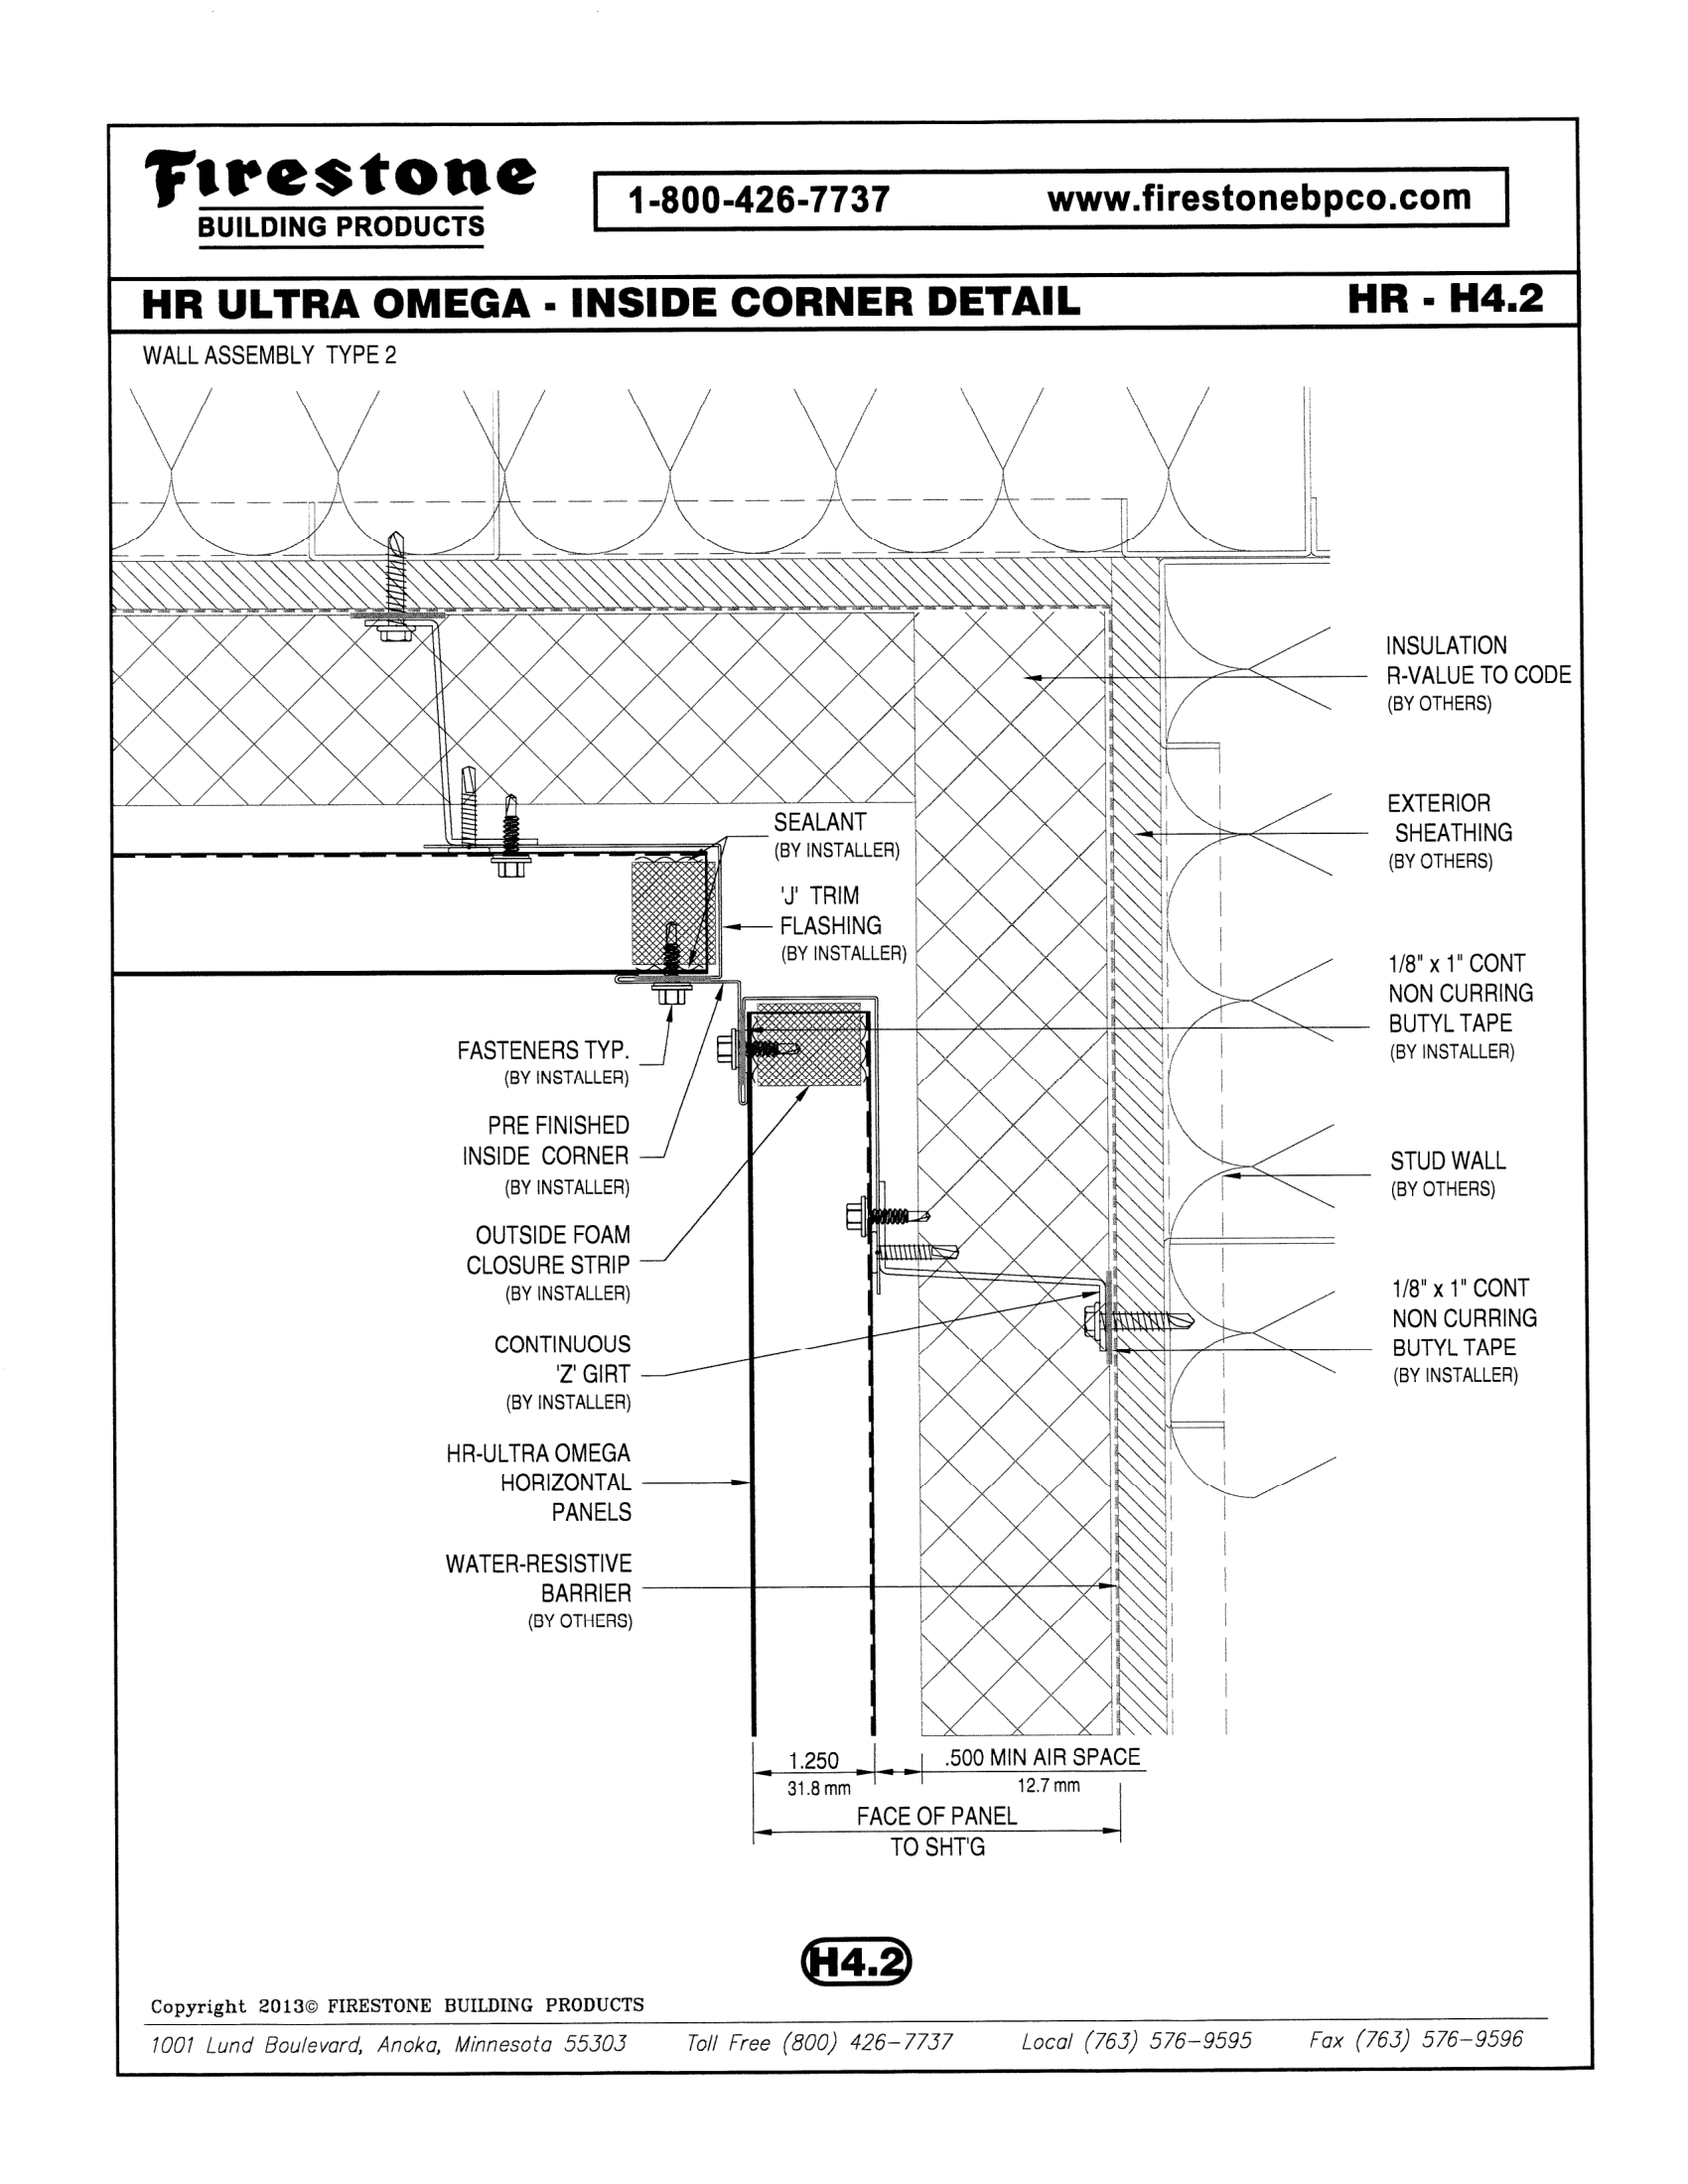 Firestone
BUILDING PRODUCTS
1-800-426-7737 www.firestonebpco.com
HR ULTRA OMEGA - INSIDE CORNER DETAIL HR - H4.2
WALL ASSEMBLY TYPE 2
INSULATION
R-VALUE TO CODE
(BY OTHERS)
EXTERIOR
SHEATHING
(BY OTHERS)
1/8" x 1" CONT
NON CURRING
BUTYL TAPE
(BY INSTALLER)
STUD WALL
(BY OTHERS)
1/8" x 1" CONT
NON CURRING
BUTYL TAPE
(BY INSTALLER)
SEALANT
(BY INSTALLER)
'J' TRIM
FLASHING
(BY INSTALLER)
FASTENERS TYP.
(BY INSTALLER)
PRE FINISHED
INSIDE CORNER
(BY INSTALLER)
OUTSIDE FOAM
CLOSURE STRIP
(BY INSTALLER)
CONTINUOUS
'Z' GIRT
(BY INSTALLER)
HR-ULTRA OMEGA
HORIZONTAL
PANELS
WATER-RESISTIVE
BARRIER
(BY OTHERS)
1.250
31.8 mm
.500 MIN AIR SPACE
12.7 mm
FACE OF PANEL
TO SHT'G
H4.2
Copyright 2013© FIRESTONE BUILDING PRODUCTS
1001 Lund Boulevard, Anoka, Minnesota 55303 Toll Free (800) 426-7737 Local (763) 576-9595 Fax (763) 576-9596